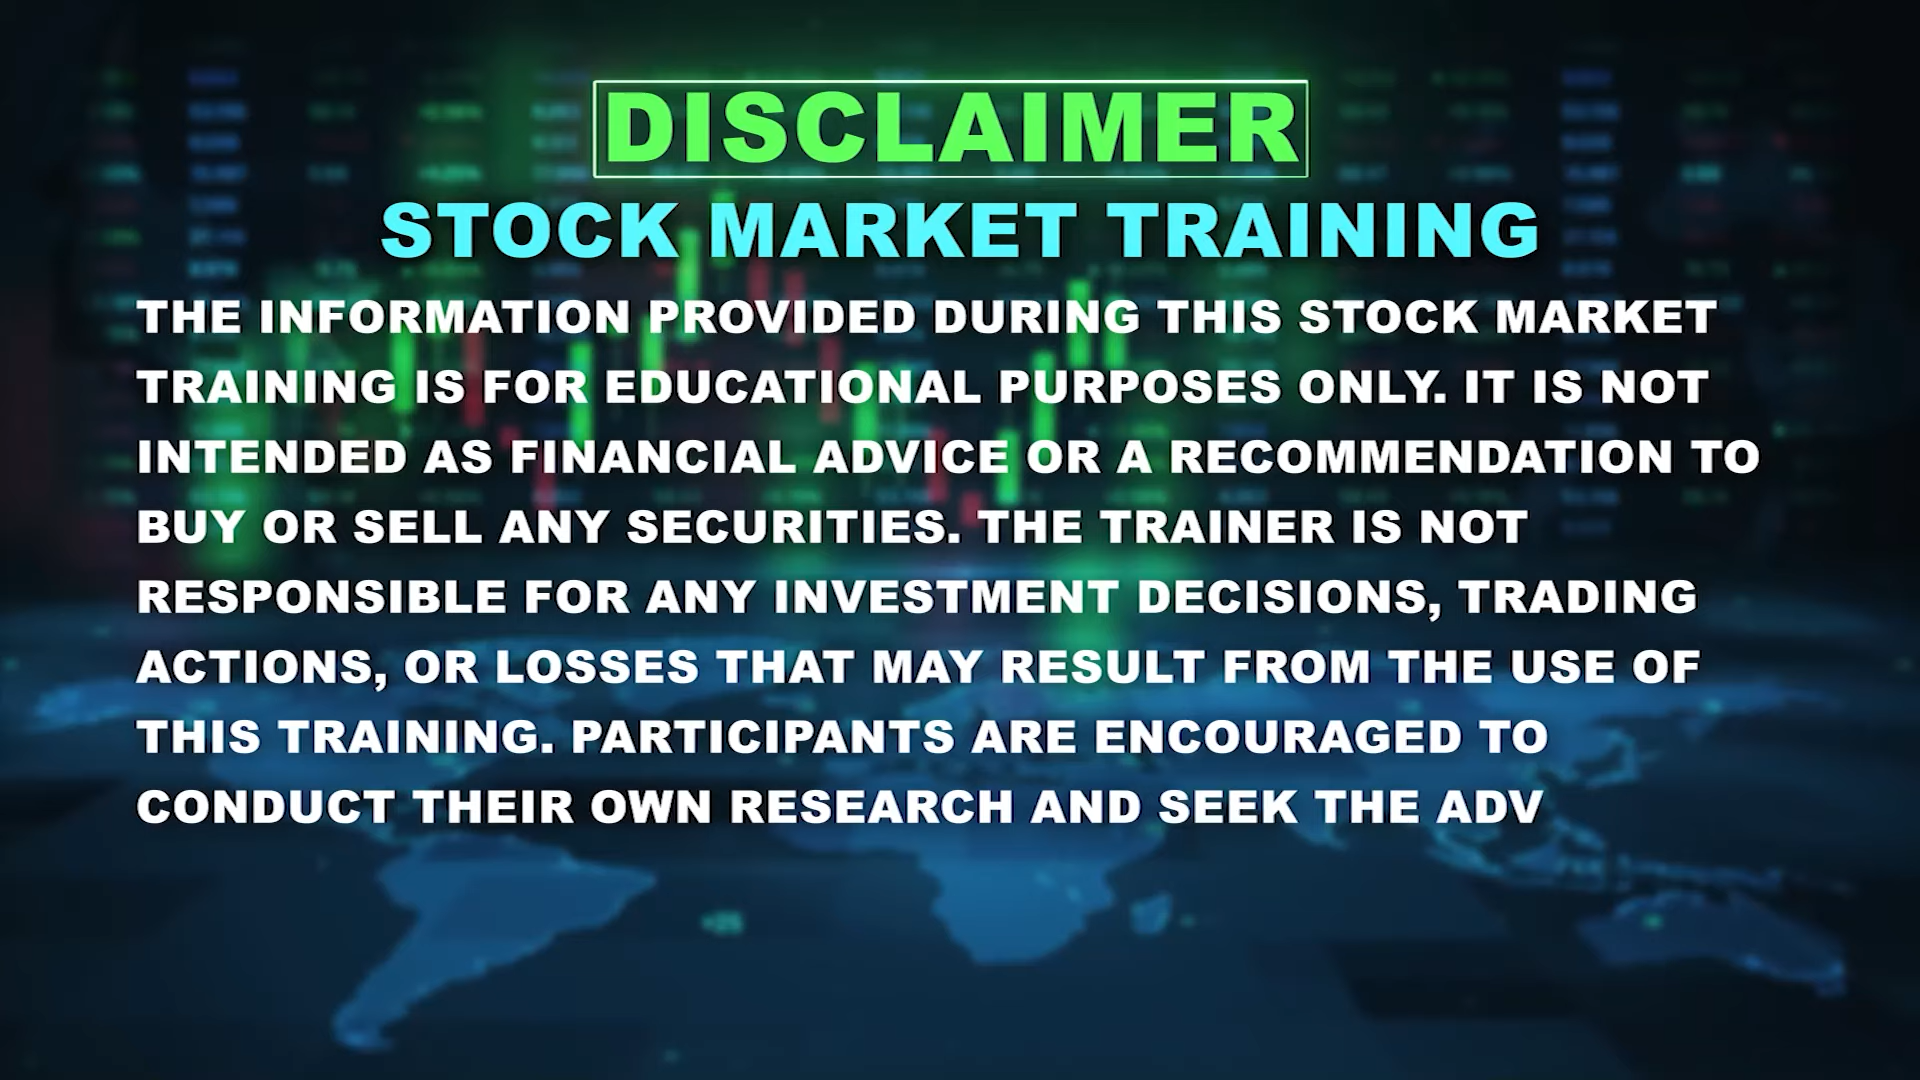 DISCLAIMER
STOCK MARKET TRAINING
THE INFORMATION PROVIDED DURING THIS STOCK MARKET
TRAINING IS FOR EDUCATIONAL PURPOSES ONLY. IT IS NOT
INTENDED AS FINANCIAL ADVICE OR A RECOMMENDATION TO
BUY OR SELL ANY SECURITIES. THE TRAINER IS NOT
RESPONSIBLE FOR ANY INVESTMENT DECISIONS, TRADING
ACTIONS, OR LOSSES THAT MAY RESULT FROM THE USE OF
THIS TRAINING. PARTICIPANTS ARE ENCOURAGED TO
CONDUCT THEIR OWN RESEARCH AND SEEK THE ADV